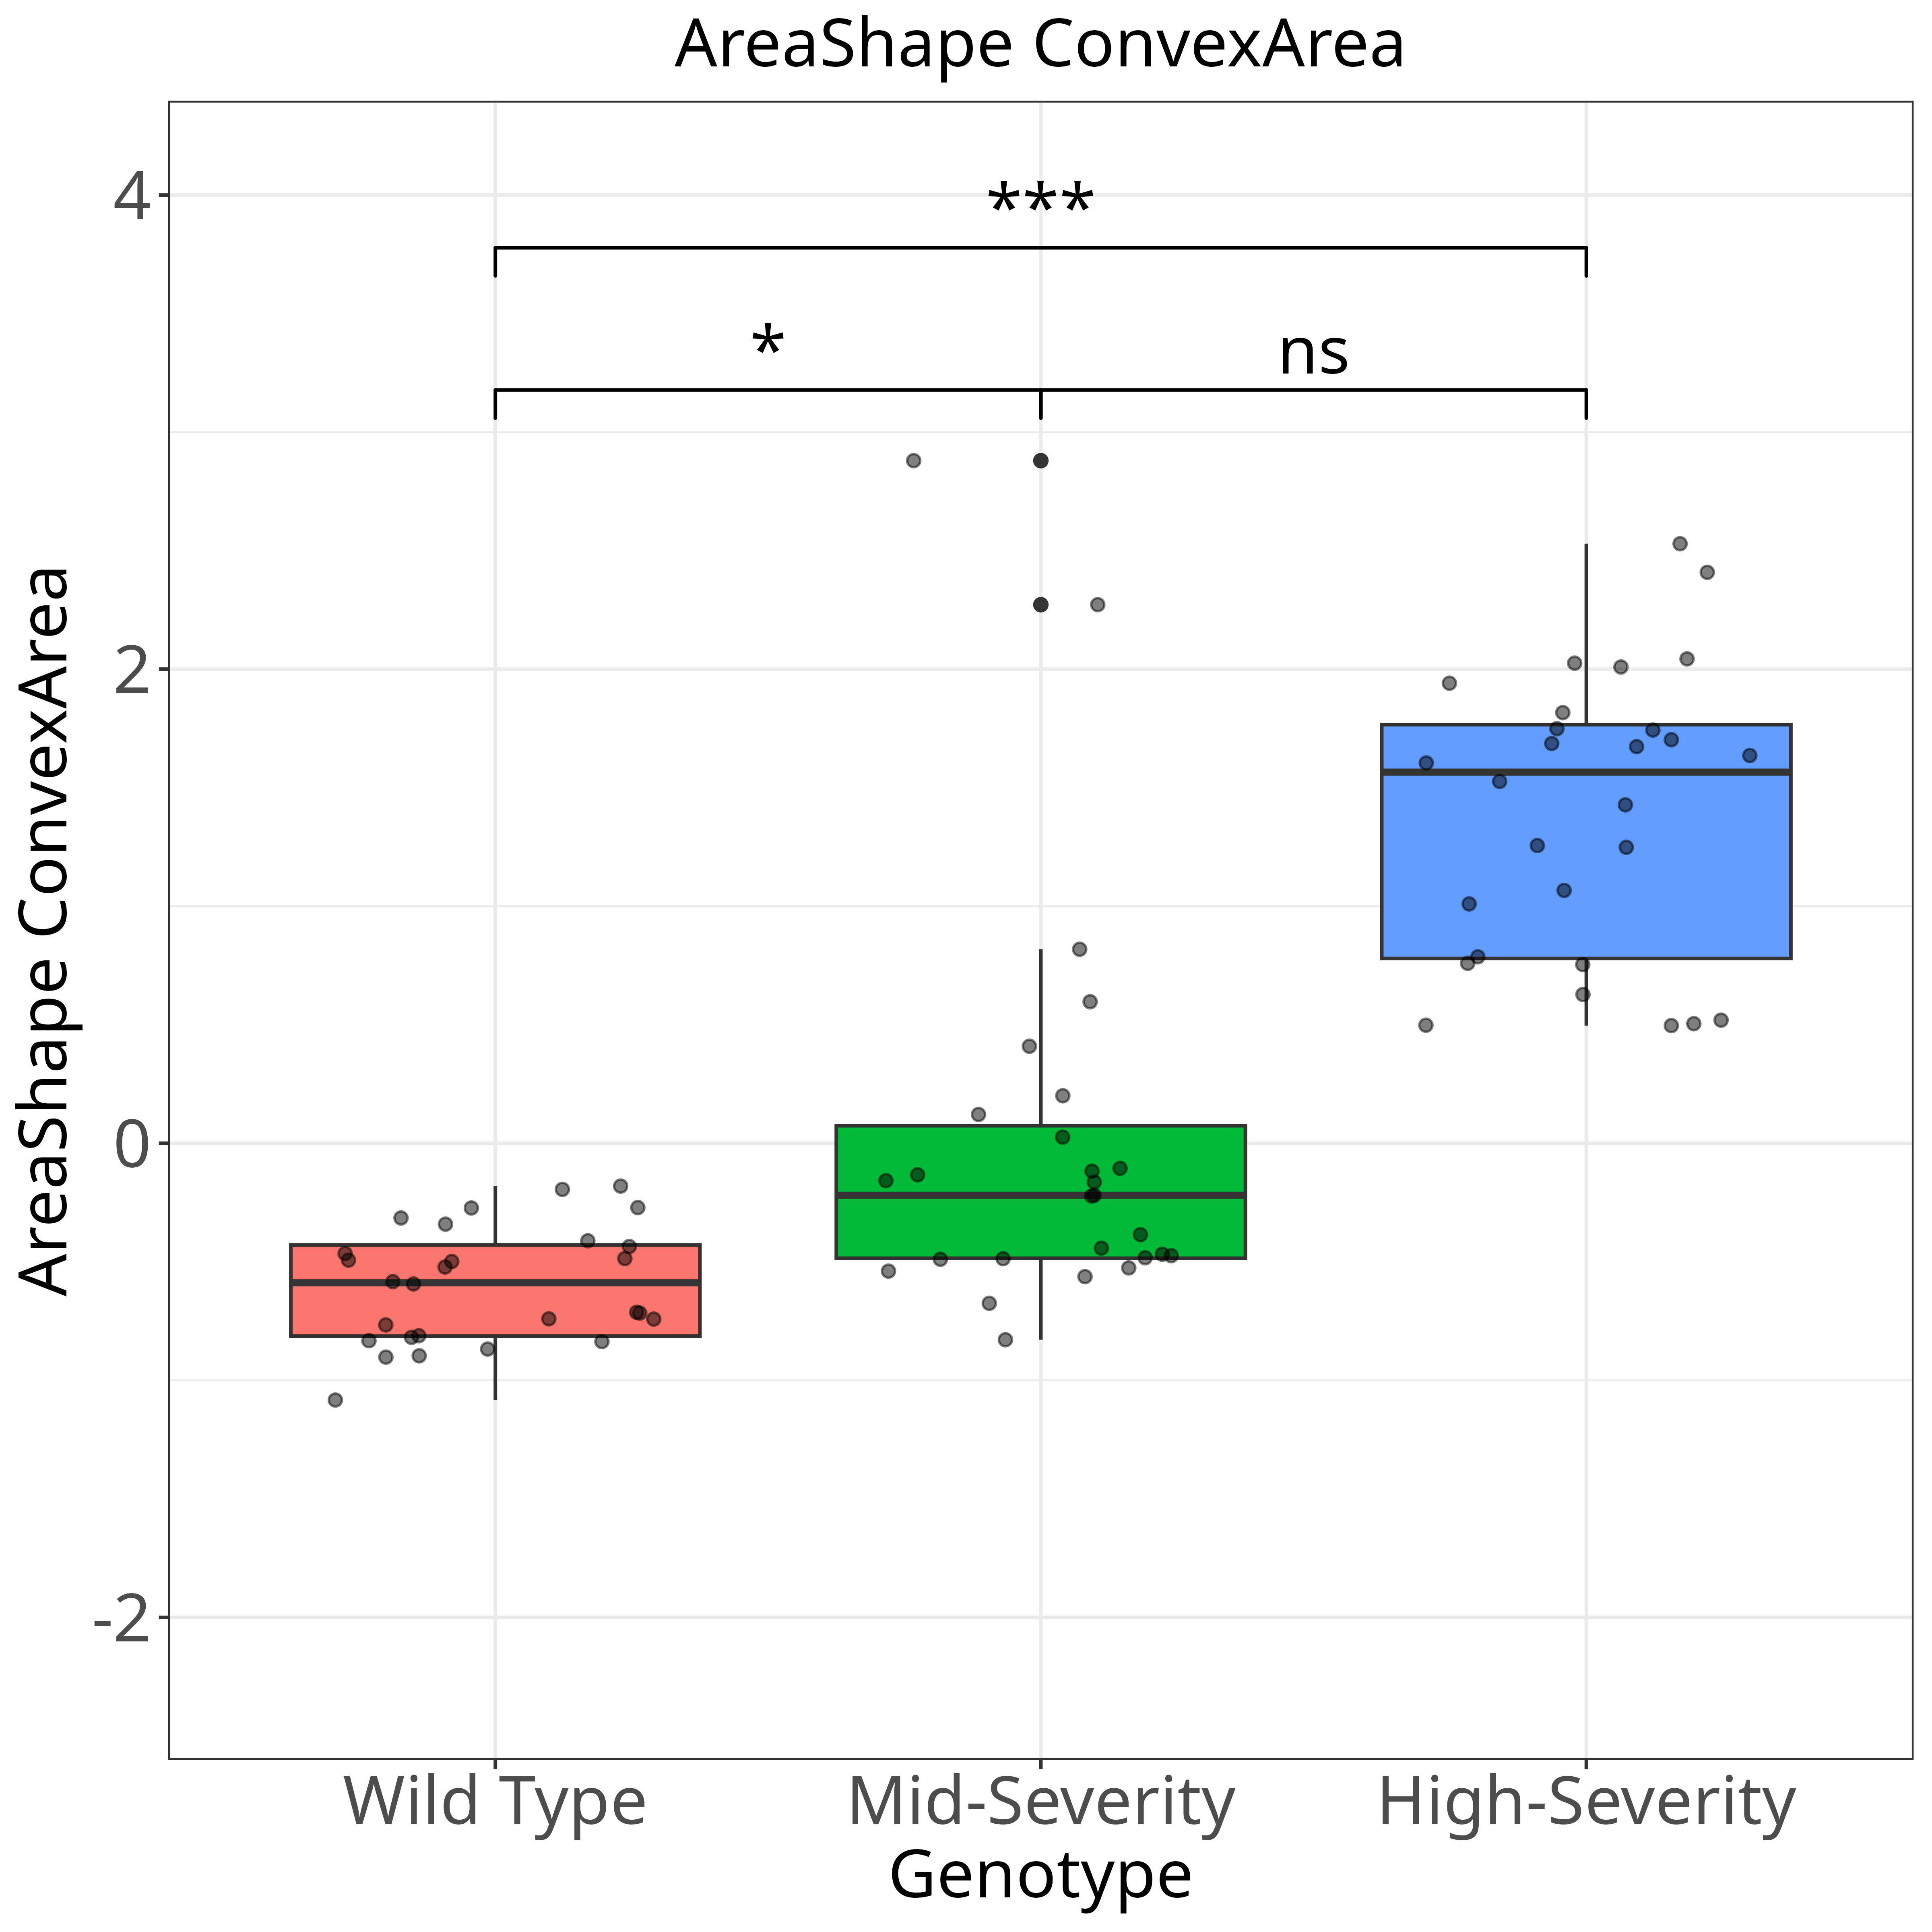 AreaShape ConvexArea
AreaShape ConvexArea
4
2
0
-2
***
*
ns
Wild Type
Mid-Severity
High-Severity
Genotype